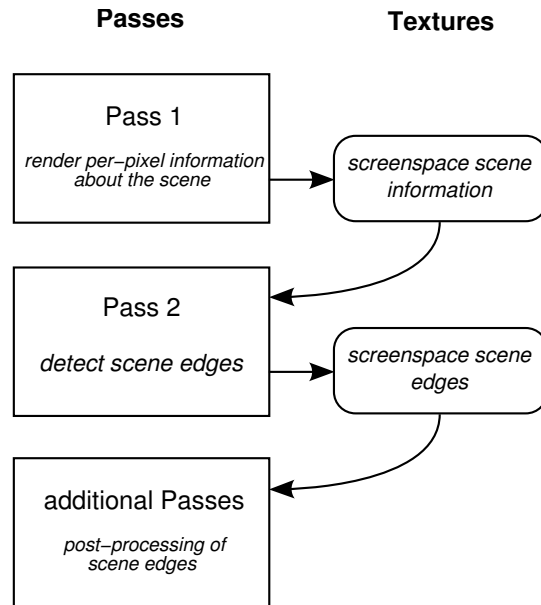 Passes
Textures
Pass 1
render per−pixel information
about the scene
screenspace scene
information
Pass 2
detect scene edges
screenspace scene
edges
additional Passes
post−processing of
scene edges